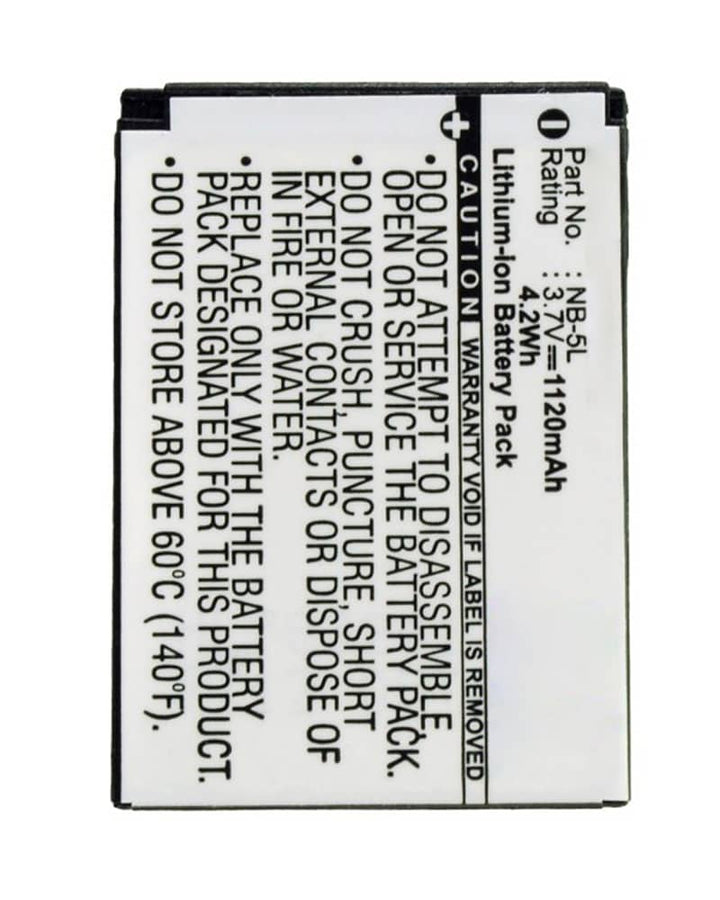 Part No. : NB-5L
Rating : 3.7V⎓1120mAh
4.2Wh
Lithium-ion Battery Pack
CAUTION WARRANTY VOID IF LABEL IS REMOVED
• DO NOT ATTEMPT TO DISASSEMBLE,
OPEN OR SERVICE THE BATTERY PACK.
• DO NOT CRUSH, PUNCTURE, SHORT
EXTERNAL CONTACTS OR DISPOSE OF
IN FIRE OR WATER.
• REPLACE ONLY WITH THE BATTERY
PACK DESIGNATED FOR THIS PRODUCT.
• DO NOT STORE ABOVE 60°C (140°F).